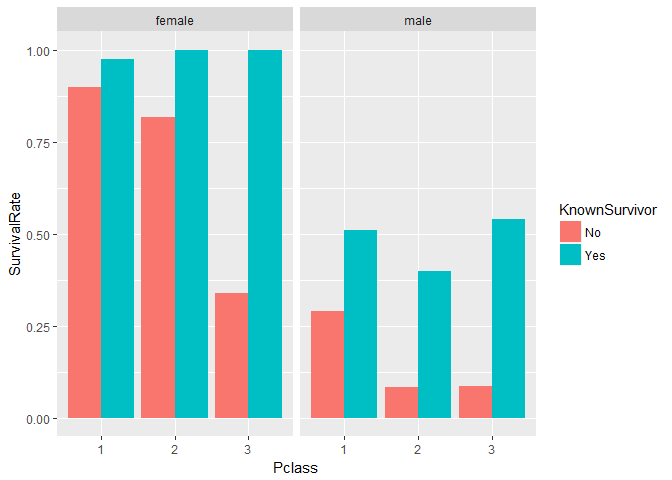 female
male
SurvivalRate
1.00
0.75
0.50
0.25
0.00
1
2
3
1
2
3
Pclass
KnownSurvivor
No
Yes